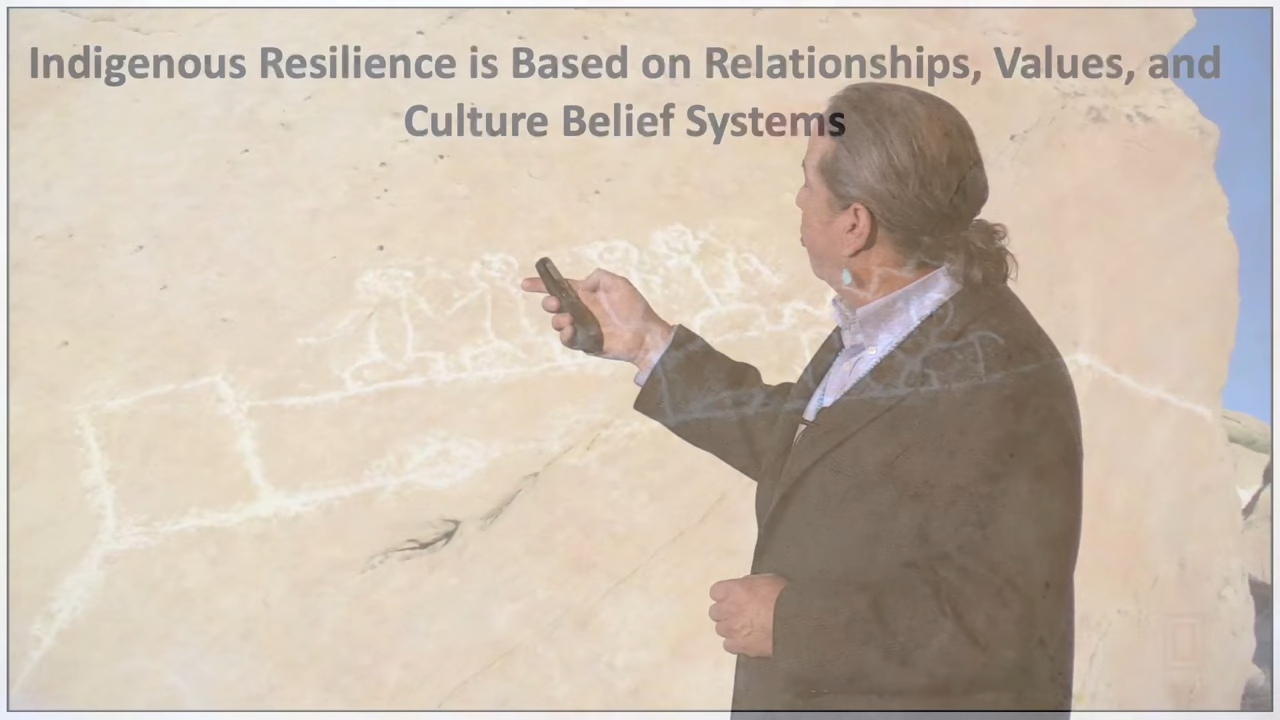 Indigenous Resilience is Based on Relationships, Values, and
Culture Belief Systems